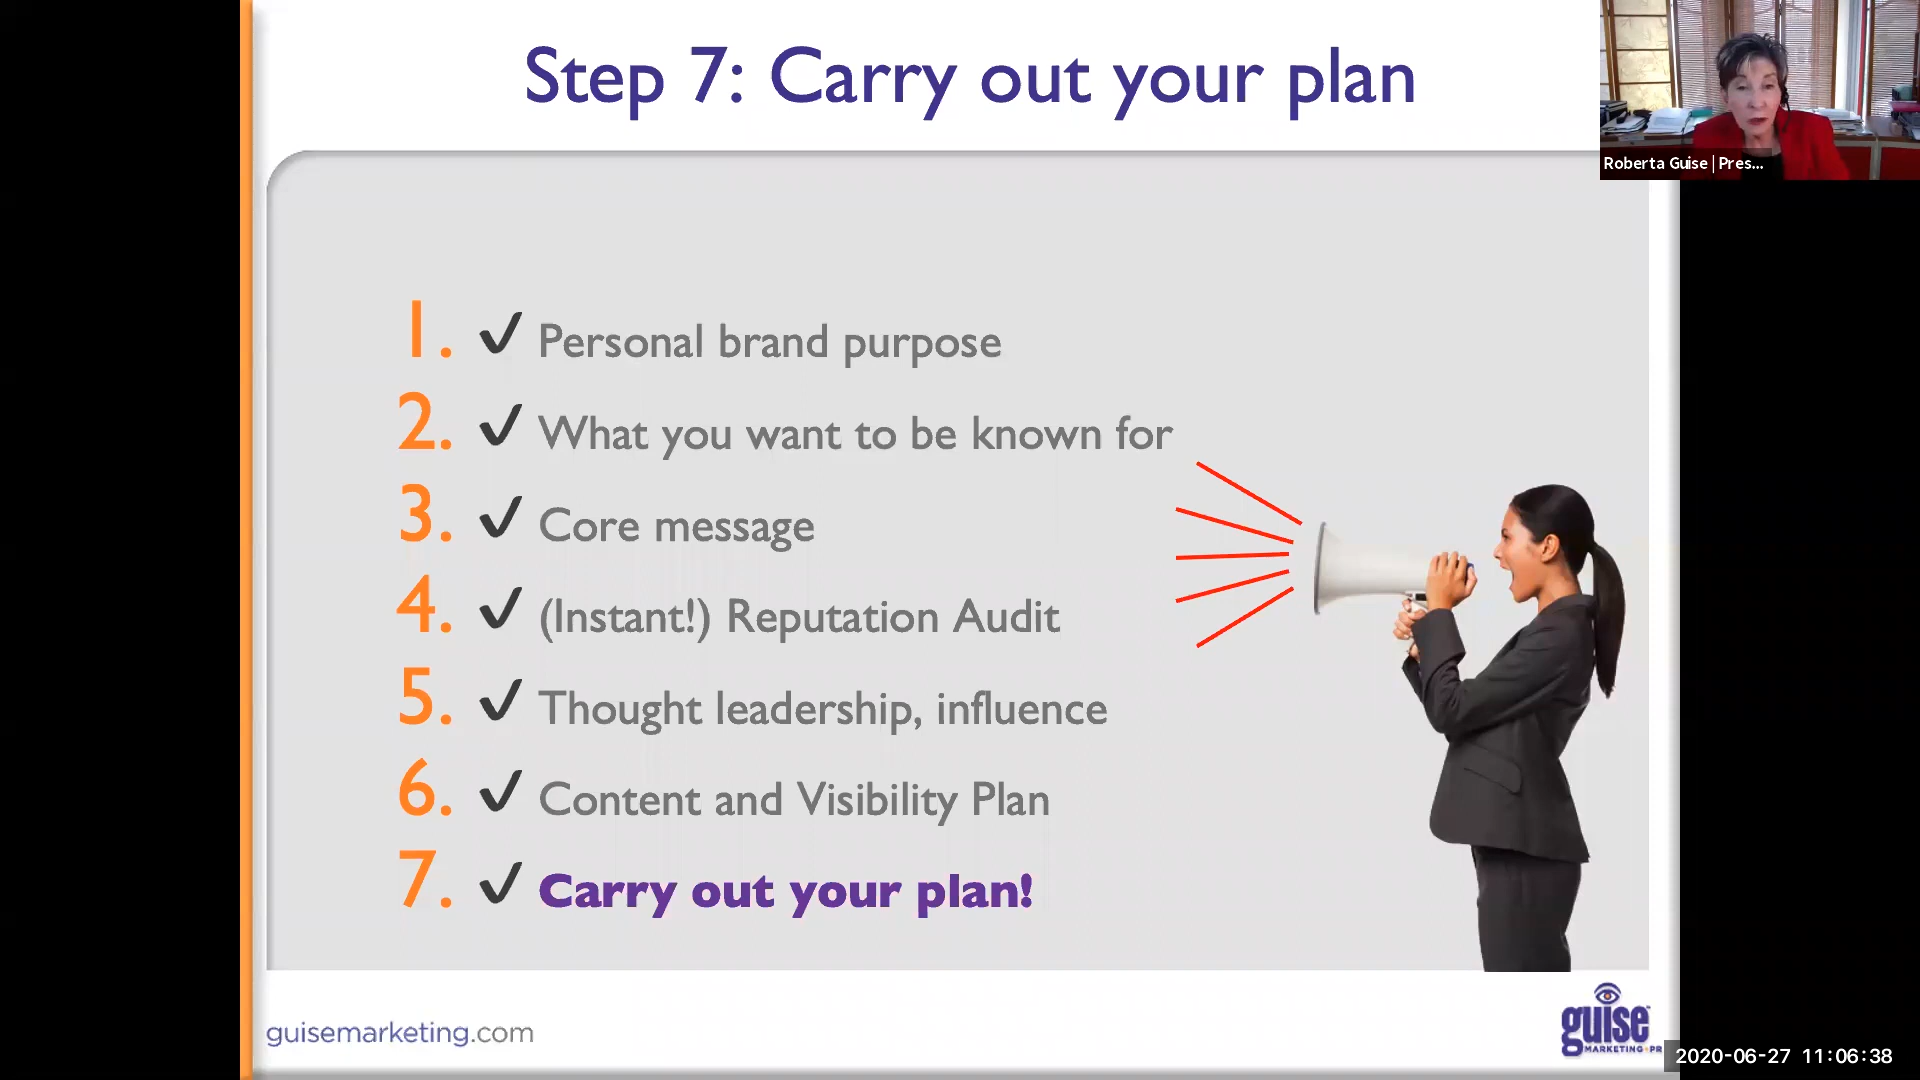 Step 7: Carry out your plan
Roberta Guise | Pres...
1. ✓ Personal brand purpose
2. ✓ What you want to be known for
3. ✓ Core message
4. ✓ (Instant!) Reputation Audit
5. ✓ Thought leadership, influence
6. ✓ Content and Visibility Plan
7. ✓ Carry out your plan!
guisemarketing.com
guise
MARKETING PR
2020-06-27 11:06:38